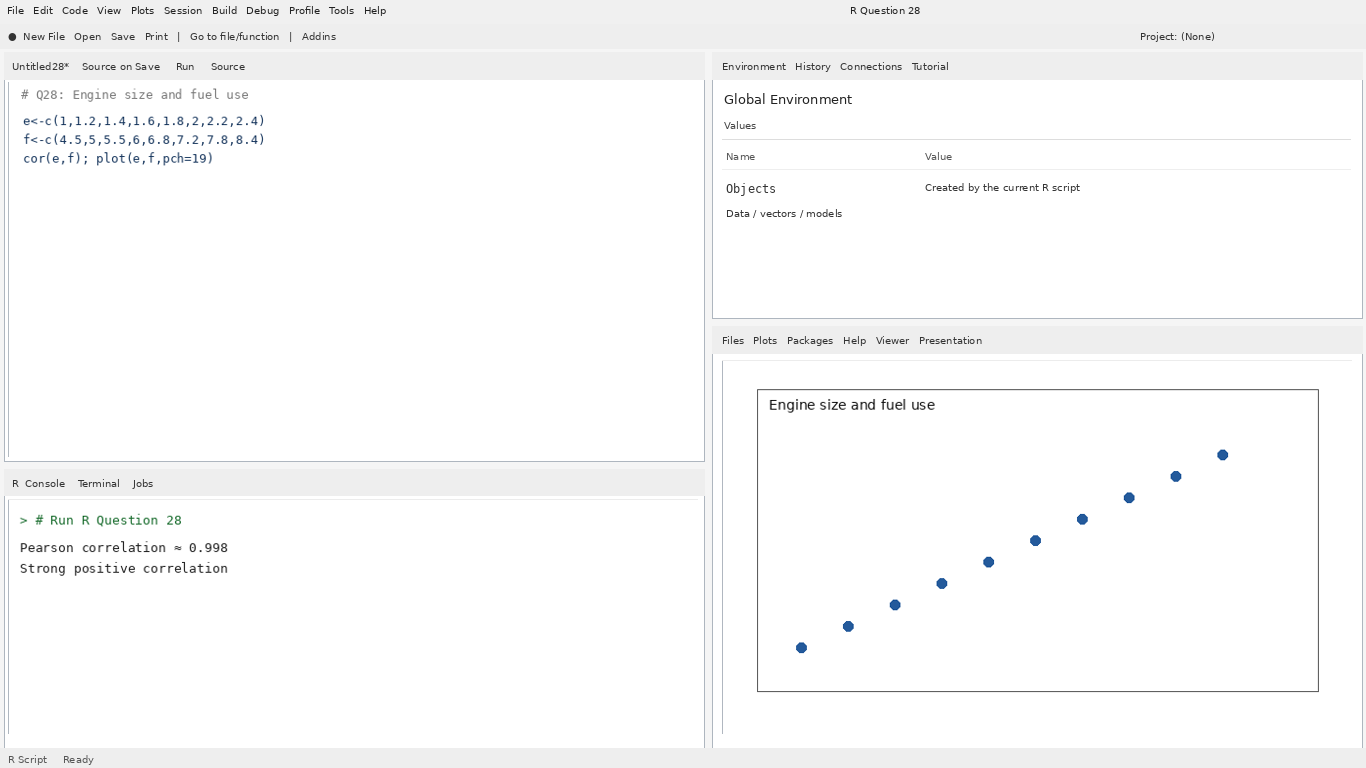 File Edit Code View Plots Session Build Debug Profile Tools Help
R Question 28
● New File Open Save Print | Go to file/function | Addins
Project: (None)
Untitled28* Source on Save Run Source
# Q28: Engine size and fuel use
e<-c(1,1.2,1.4,1.6,1.8,2,2.2,2.4)
f<-c(4.5,5,5.5,6,6.8,7.2,7.8,8.4)
cor(e,f); plot(e,f,pch=19)
R Console Terminal Jobs
> # Run R Question 28
Pearson correlation ≈ 0.998
Strong positive correlation
Environment History Connections Tutorial
Global Environment
Values
Name Value
Objects Created by the current R script
Data / vectors / models
Files Plots Packages Help Viewer Presentation
Engine size and fuel use
R Script Ready